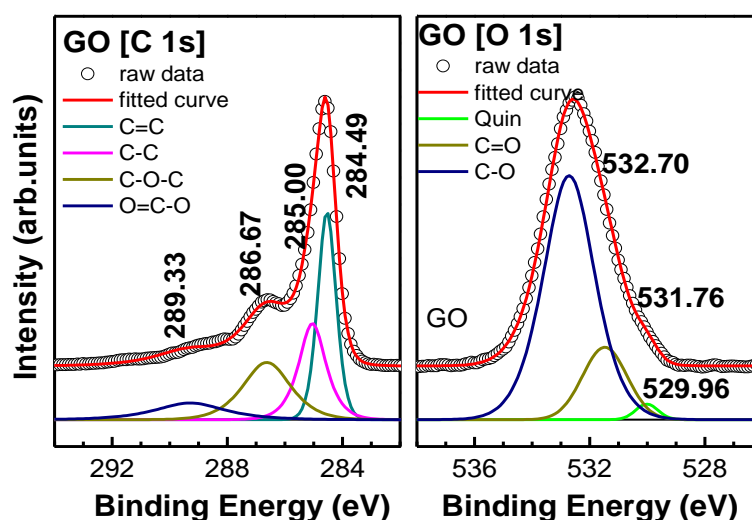 GO [C 1s]
raw data
fitted curve
C=C
C-C
C-O-C
O=C-O
289.33
286.67
285.00
284.49
Intensity (arb.units)
292
288
284
Binding Energy (eV)
GO [O 1s]
raw data
fitted curve
Quin
C=O
C-O
532.70
531.76
529.96
GO
536
532
528
Binding Energy (eV)